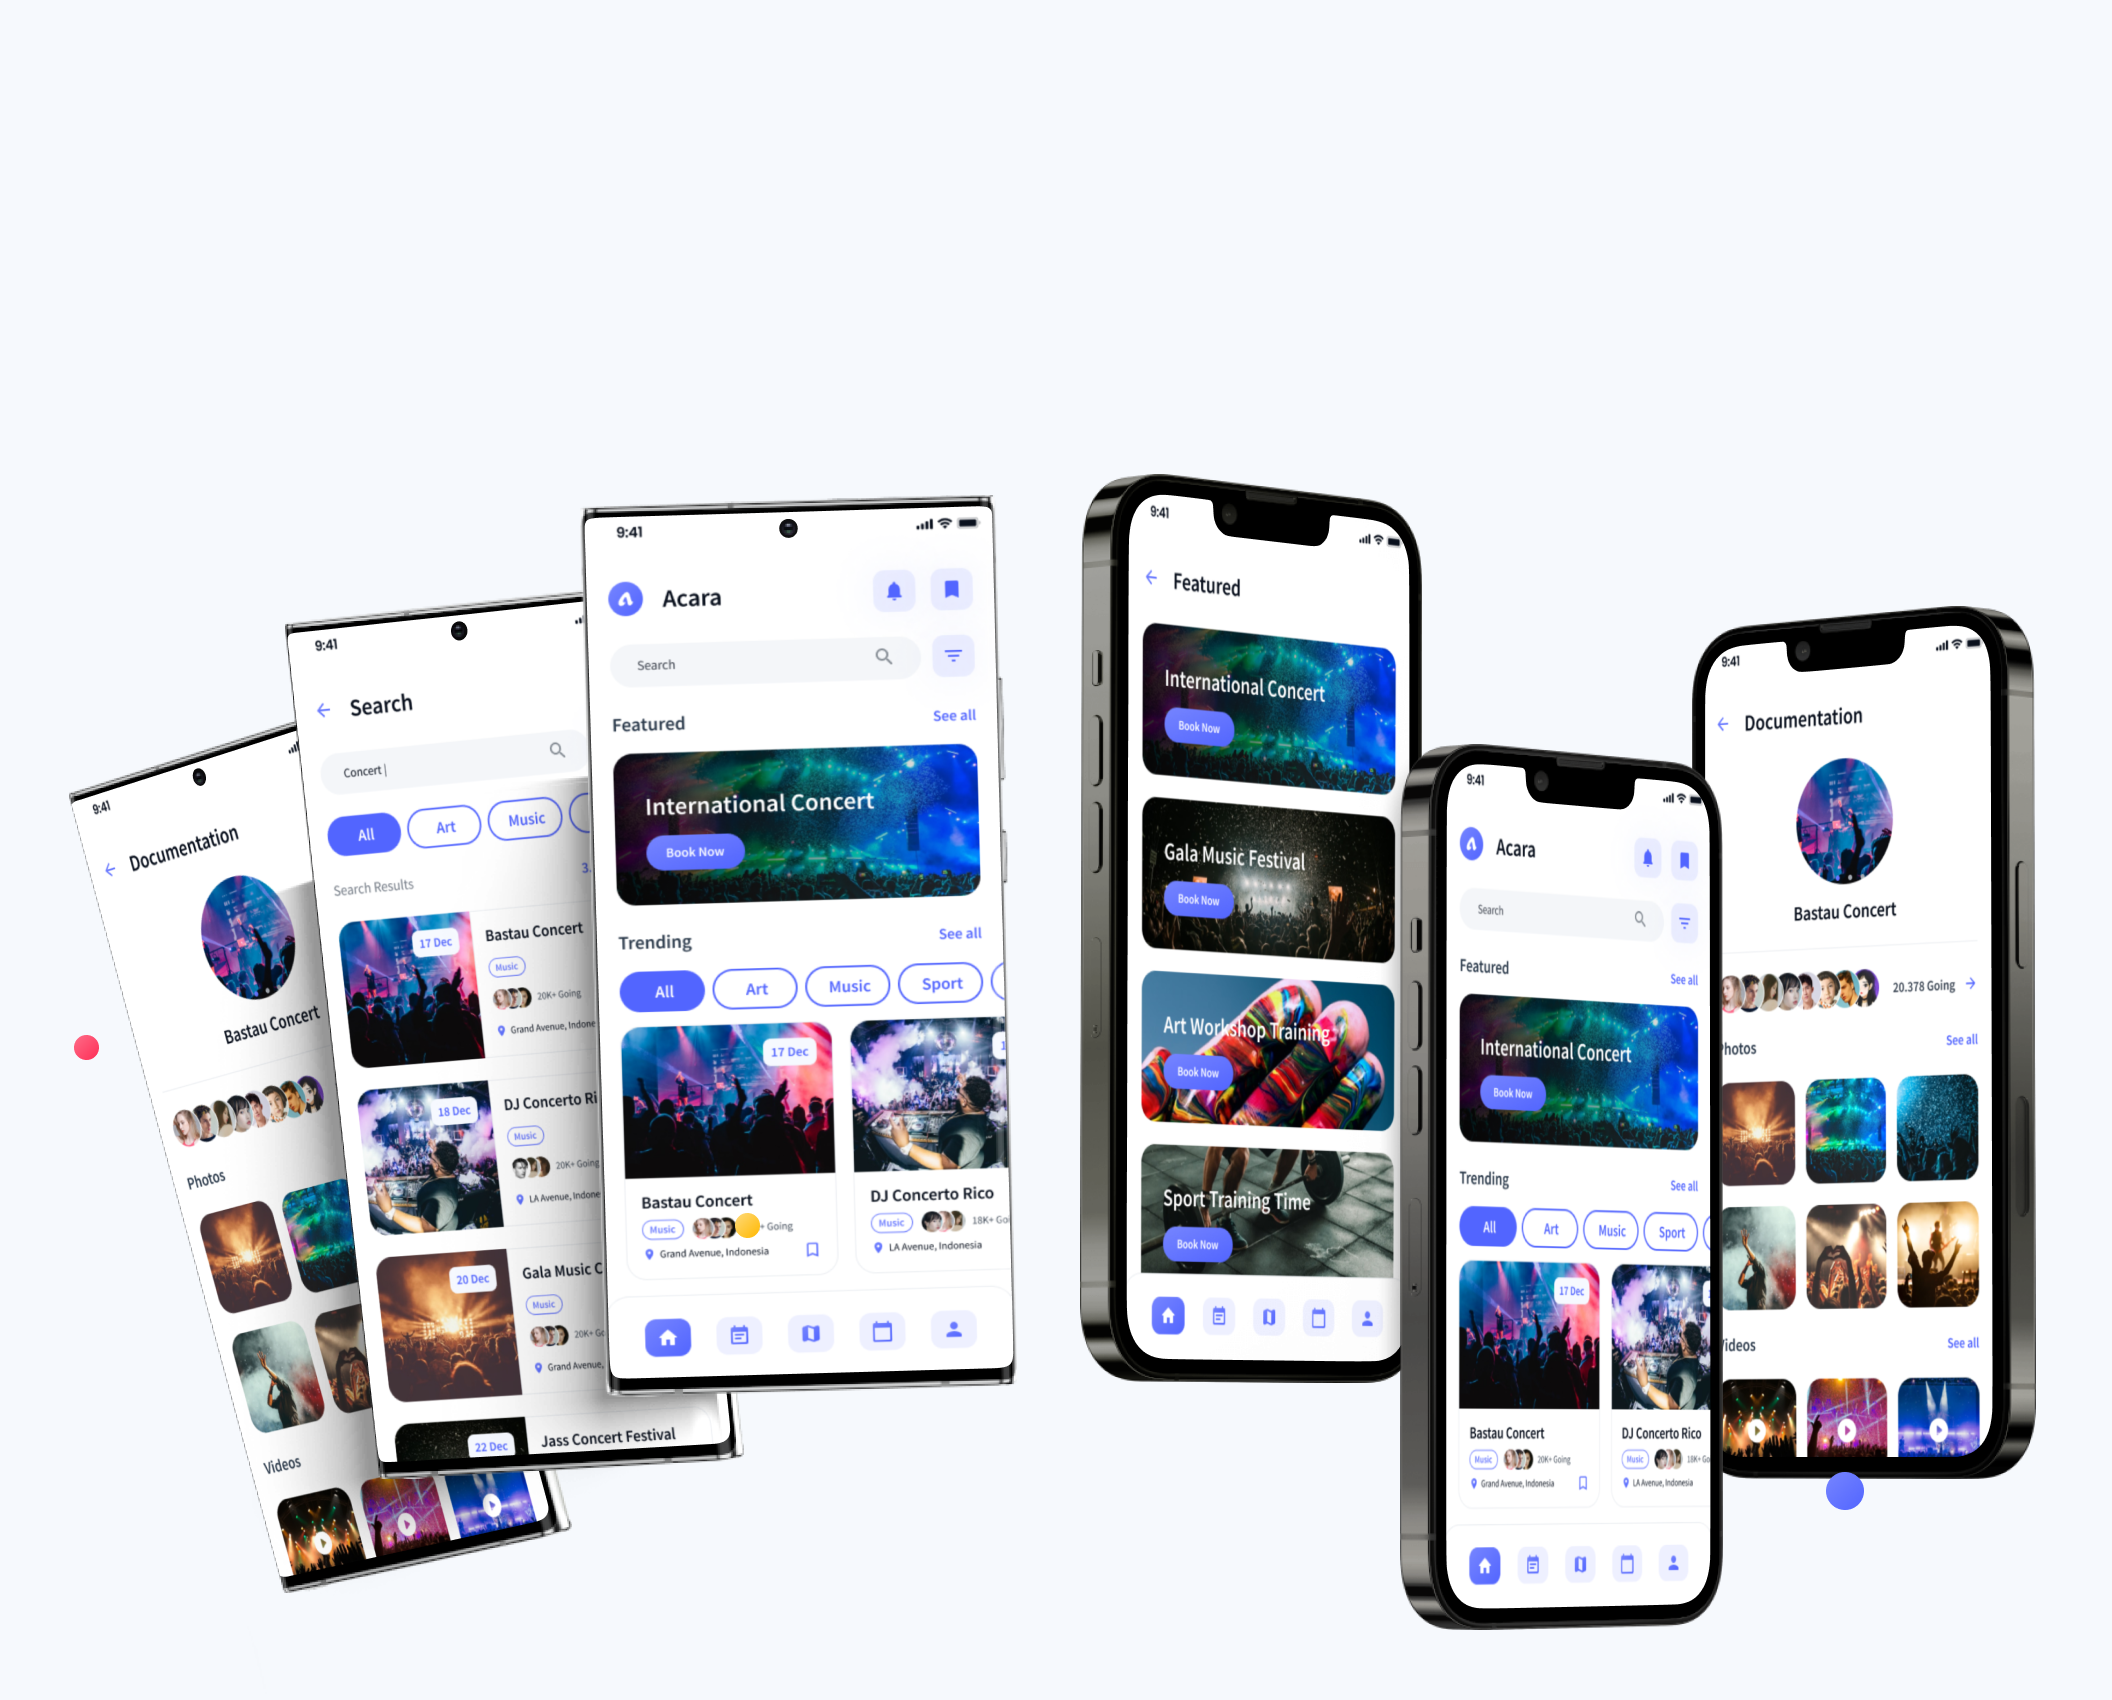 9:41
Documentation
Bastau Concert
Photos
Videos
9:41
Search
Concert
All
Art
Music
Search Results
3.
17 Dec
Bastau Concert
Music
20K+ Going
Grand Avenue, Indone
18 Dec
DJ Concerto Ri
Music
20K+ Going
LA Avenue, Indone
20 Dec
Gala Music C
Music
20K+ Go
Grand Avenue,
22 Dec
Jass Concert Festival
9:41
Acara
Search
Featured
See all
International Concert
Book Now
Trending
See all
All
Art
Music
Sport
17 Dec
Bastau Concert
Music
+ Going
Grand Avenue, Indonesia
DJ Concerto Rico
Music
18K+ Go
LA Avenue, Indonesia
9:41
Featured
International Concert
Book Now
Gala Music Festival
Book Now
Art Workshop Training
Book Now
Sport Training Time
Book Now
9:41
Acara
Search
Featured
See all
International Concert
Book Now
Trending
See all
All
Art
Music
Sport
17 Dec
Bastau Concert
Music
20K+ Going
Grand Avenue, Indonesia
DJ Concerto Rico
Music
18K+ Go
LA Avenue, Indonesia
9:41
Documentation
Bastau Concert
20.378 Going
Photos
See all
Videos
See all